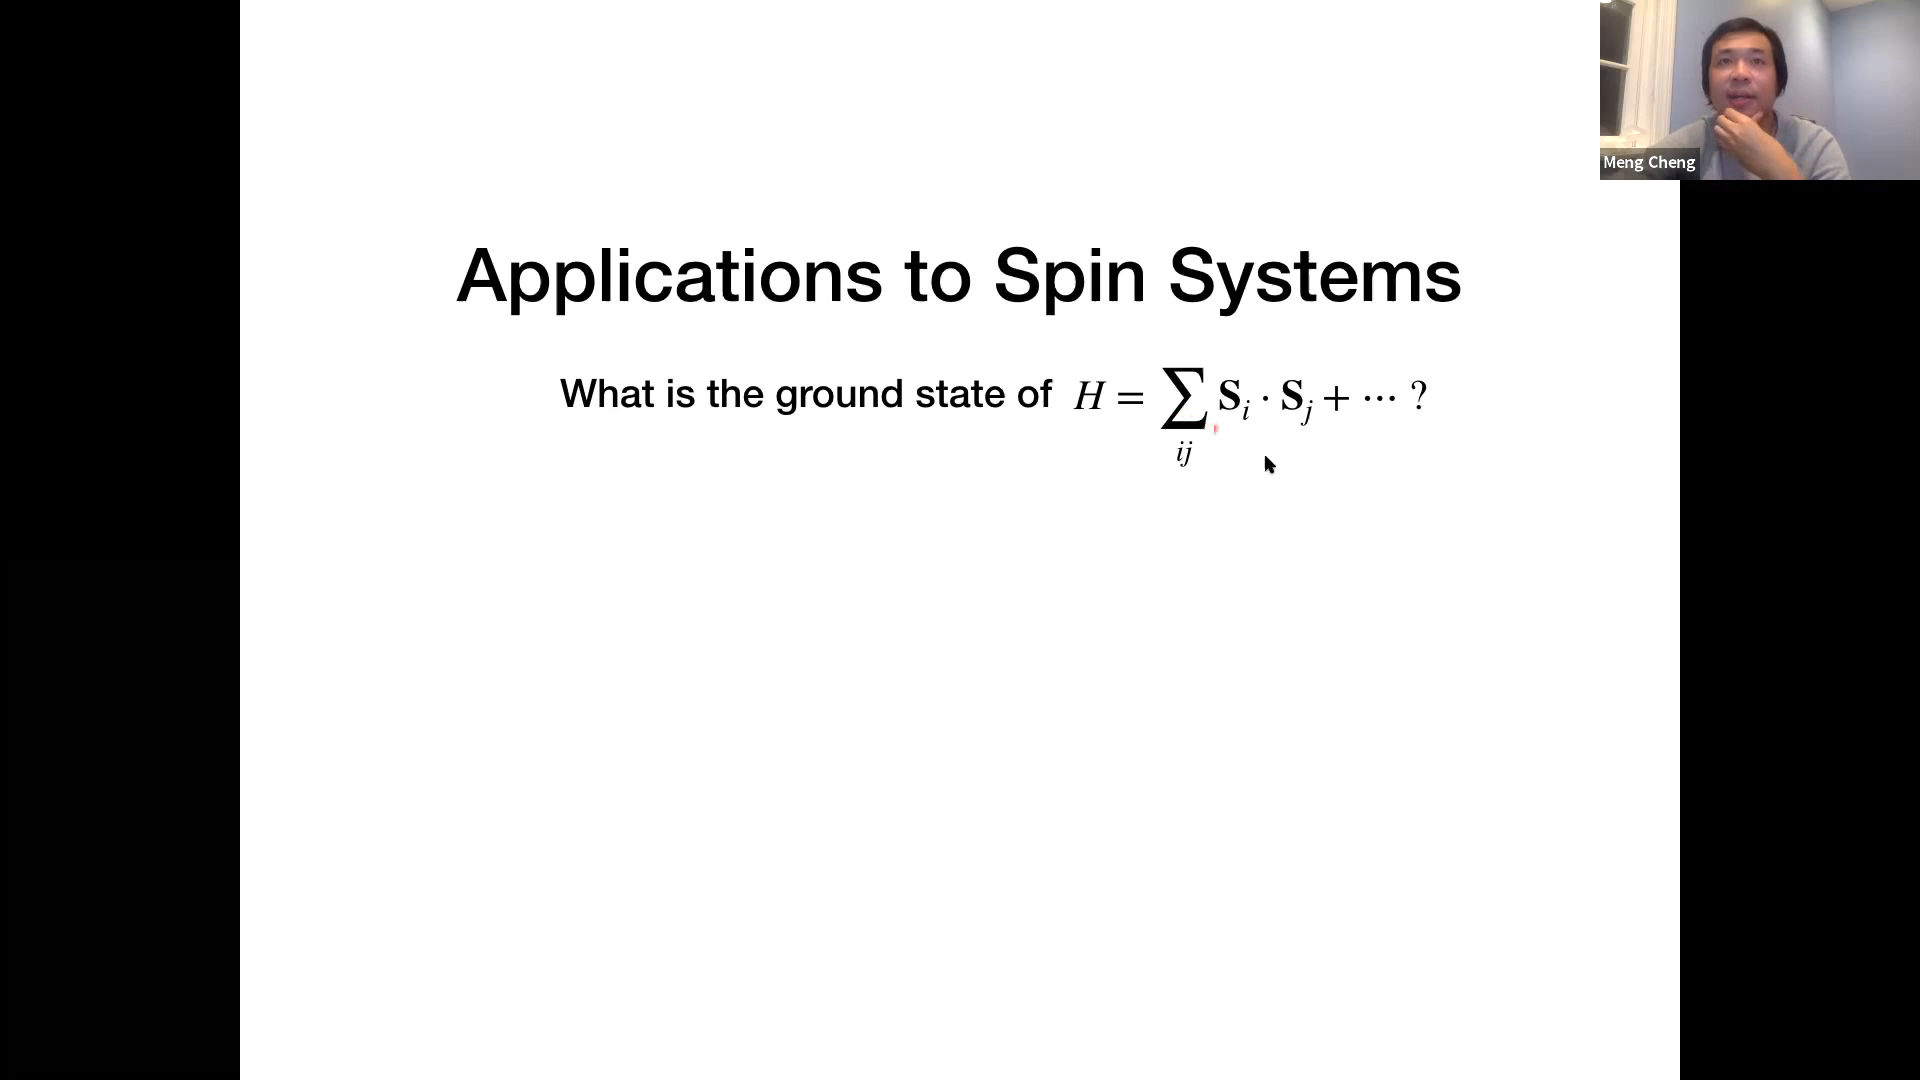 Meng Cheng
Applications to Spin Systems
What is the ground state of H = ∑_{ij} S_i · S_j + ⋯ ?